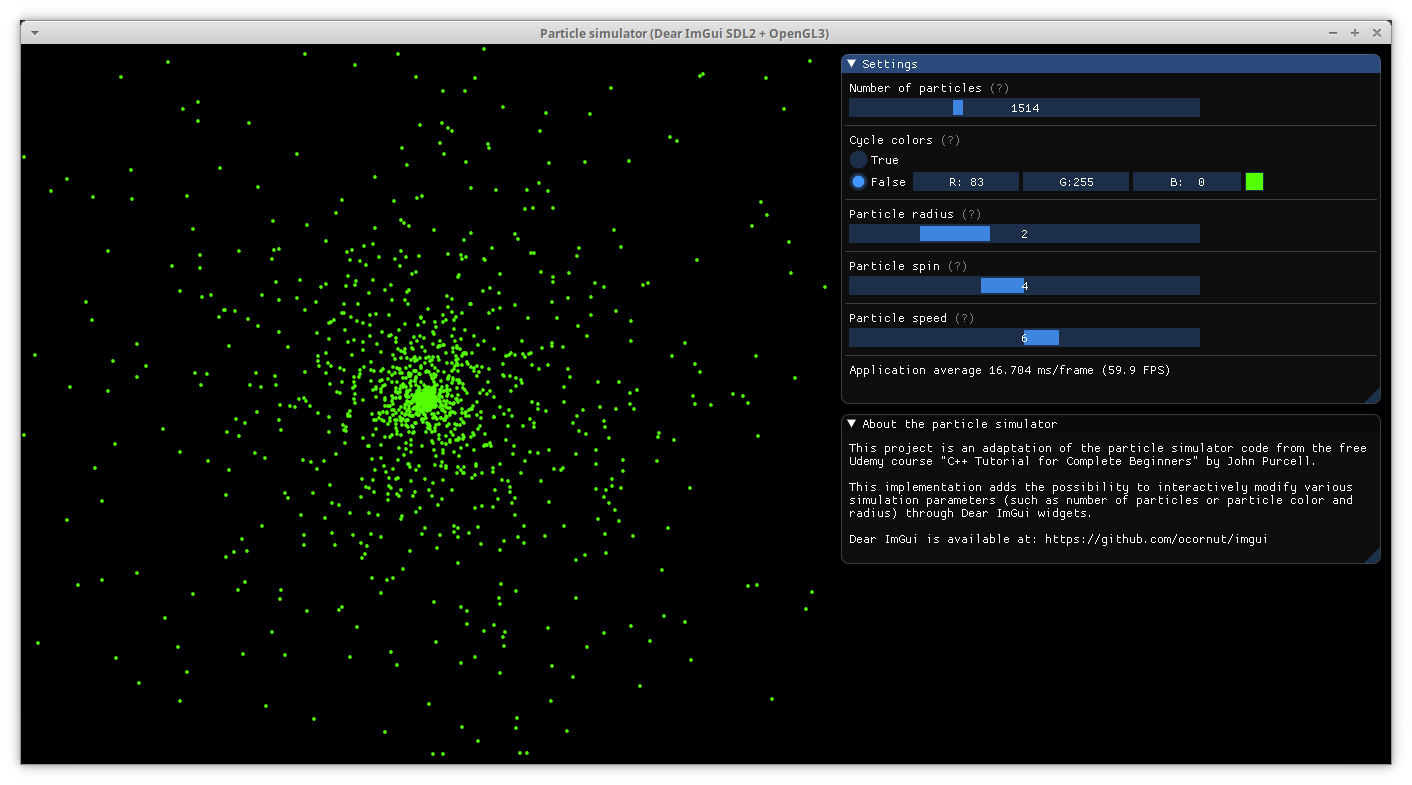 Particle simulator (Dear ImGui SDL2 + OpenGL3)
Settings
Number of particles (?)
1514
Cycle colors (?)
True
False R: 83 G:255 B: 0
Particle radius (?)
2
Particle spin (?)
4
Particle speed (?)
6
Application average 16.704 ms/frame (59.9 FPS)
About the particle simulator
This project is an adaptation of the particle simulator code from the free
Udemy course "C++ Tutorial for Complete Beginners" by John Purcell.
This implementation adds the possibility to interactively modify various
simulation parameters (such as number of particles or particle color and
radius) through Dear ImGui widgets.
Dear ImGui is available at: https://github.com/ocornut/imgui